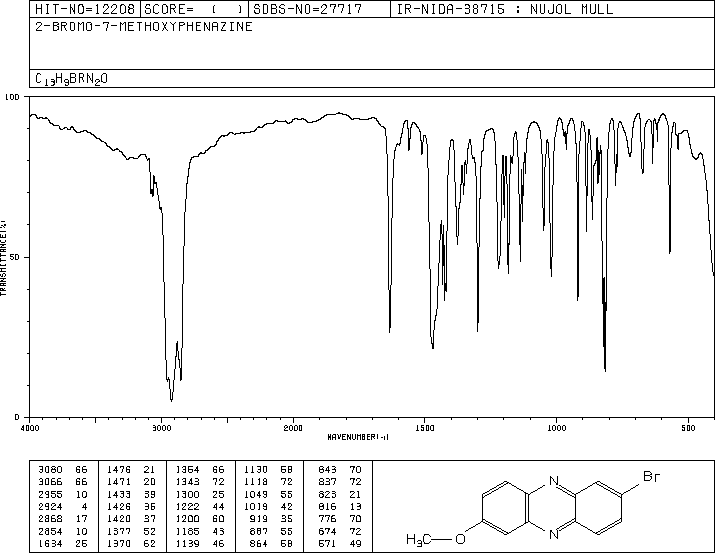 HIT-NO=12208 SCORE= ( ) SDBS-NO=27717 IR-NIDA-38715 : NUJOL MULL
2-BROMO-7-METHOXYPHENAZINE
C13H9BRN2O
100
50
0
TRANSMITTANCE(%)
4000 3000 2000 1500 1000 500
WAVENUMBER(-1)
3080 66 1476 21 1354 66 1130 58 843 70
3066 66 1471 20 1343 72 1118 72 837 72
2955 10 1433 39 1300 25 1049 55 823 21
2924 4 1426 35 1222 44 1019 42 816 13
2868 17 1420 37 1200 60 919 35 776 70
2854 10 1377 52 1185 43 887 55 674 72
1634 25 1370 62 1139 46 864 58 571 49
Br
N
N
H3C
O